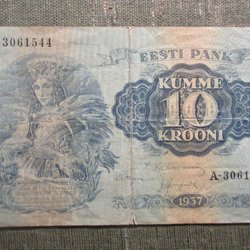 3061544
EESTI PANK
KÜMME
10
KROONI
A-3061
1937